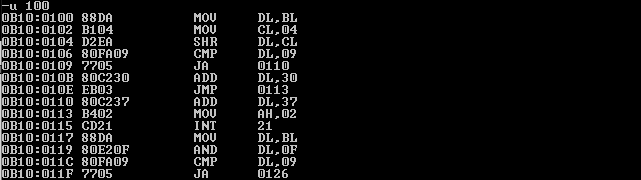 -u 100
0B10:0100 88DA MOV DL,BL
0B10:0102 B104 MOV CL,04
0B10:0104 D2EA SHR DL,CL
0B10:0106 80FA09 CMP DL,09
0B10:0109 7705 JA 0110
0B10:010B 80C230 ADD DL,30
0B10:010E EB03 JMP 0113
0B10:0110 80C237 ADD DL,37
0B10:0113 B402 MOV AH,02
0B10:0115 CD21 INT 21
0B10:0117 88DA MOV DL,BL
0B10:0119 80E20F AND DL,0F
0B10:011C 80FA09 CMP DL,09
0B10:011F 7705 JA 0126